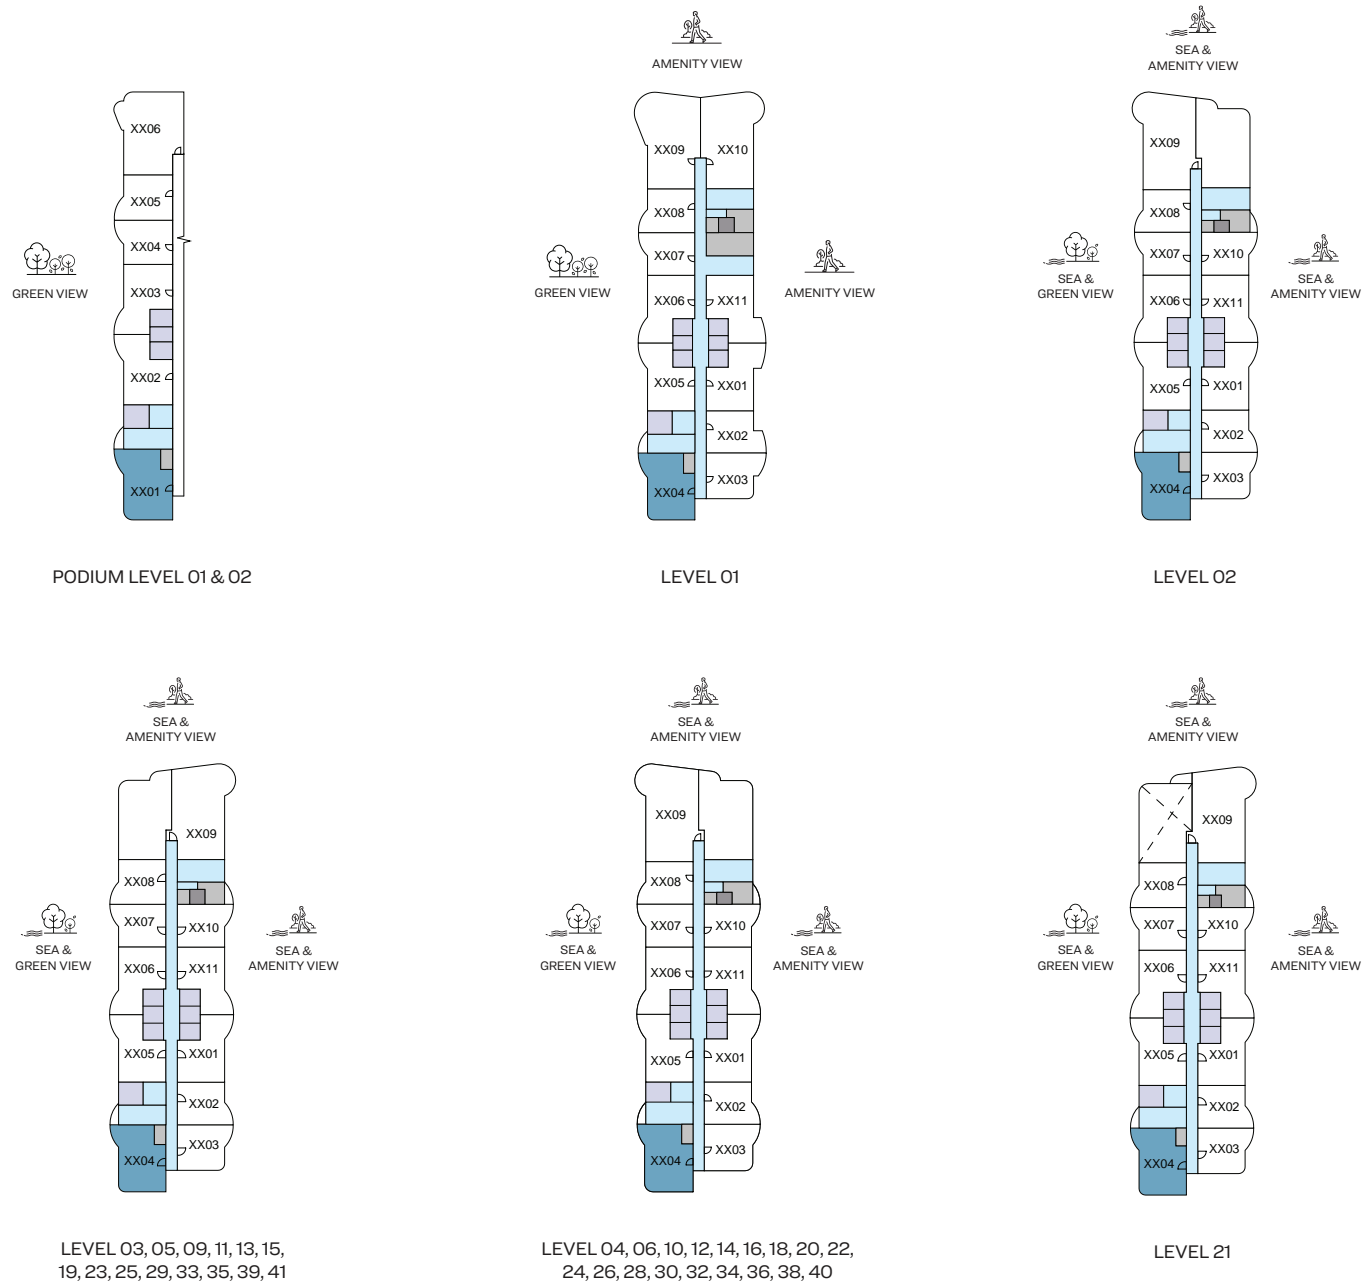 XX06
XX05
XX04
XX03
XX02
XX01
GREEN VIEW
PODIUM LEVEL 01 & 02
AMENITY VIEW
XX09 XX10
XX08
XX07
XX06 XX11
XX05 XX01
XX02
XX04 XX03
GREEN VIEW
AMENITY VIEW
LEVEL 01
SEA &
AMENITY VIEW
XX09
XX08
XX07 XX10
XX06 XX11
XX05 XX01
XX02
XX04 XX03
SEA &
GREEN VIEW
SEA &
AMENITY VIEW
LEVEL 02
SEA &
AMENITY VIEW
XX09
XX08
XX07 XX10
XX06 XX11
XX05 XX01
XX02
XX04 XX03
SEA &
GREEN VIEW
SEA &
AMENITY VIEW
LEVEL 03, 05, 09, 11, 13, 15,
19, 23, 25, 29, 33, 35, 39, 41
SEA &
AMENITY VIEW
XX09
XX08
XX07 XX10
XX06 XX11
XX05 XX01
XX02
XX04 XX03
SEA &
GREEN VIEW
SEA &
AMENITY VIEW
LEVEL 04, 06, 10, 12, 14, 16, 18, 20, 22,
24, 26, 28, 30, 32, 34, 36, 38, 40
SEA &
AMENITY VIEW
XX09
XX08
XX07 XX10
XX06 XX11
XX05 XX01
XX02
XX04 XX03
SEA &
GREEN VIEW
SEA &
AMENITY VIEW
LEVEL 21